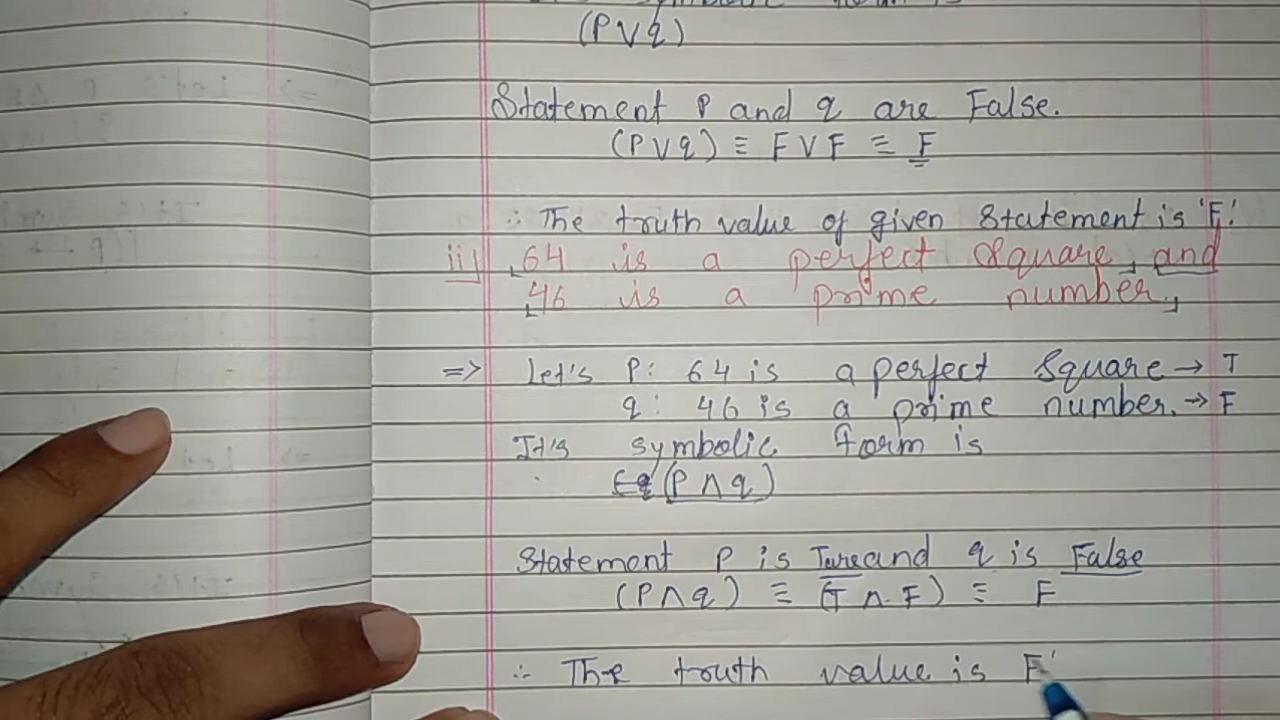 (P∨q)
Statement P and q are False.
(P∨q) ≡ F∨F ≡ F
∴ The truth value of given Statement is 'F'.
ii) 64 is a perfect Square, and
46 is a prime number.
=> Let's P: 64 is a perfect Square → T
q: 46 is a prime number. → F
It's symbolic form is
(P∧q)
Statement P is Ture and q is False
(P∧q) ≡ (T∧F) ≡ F
∴ The truth value is F'